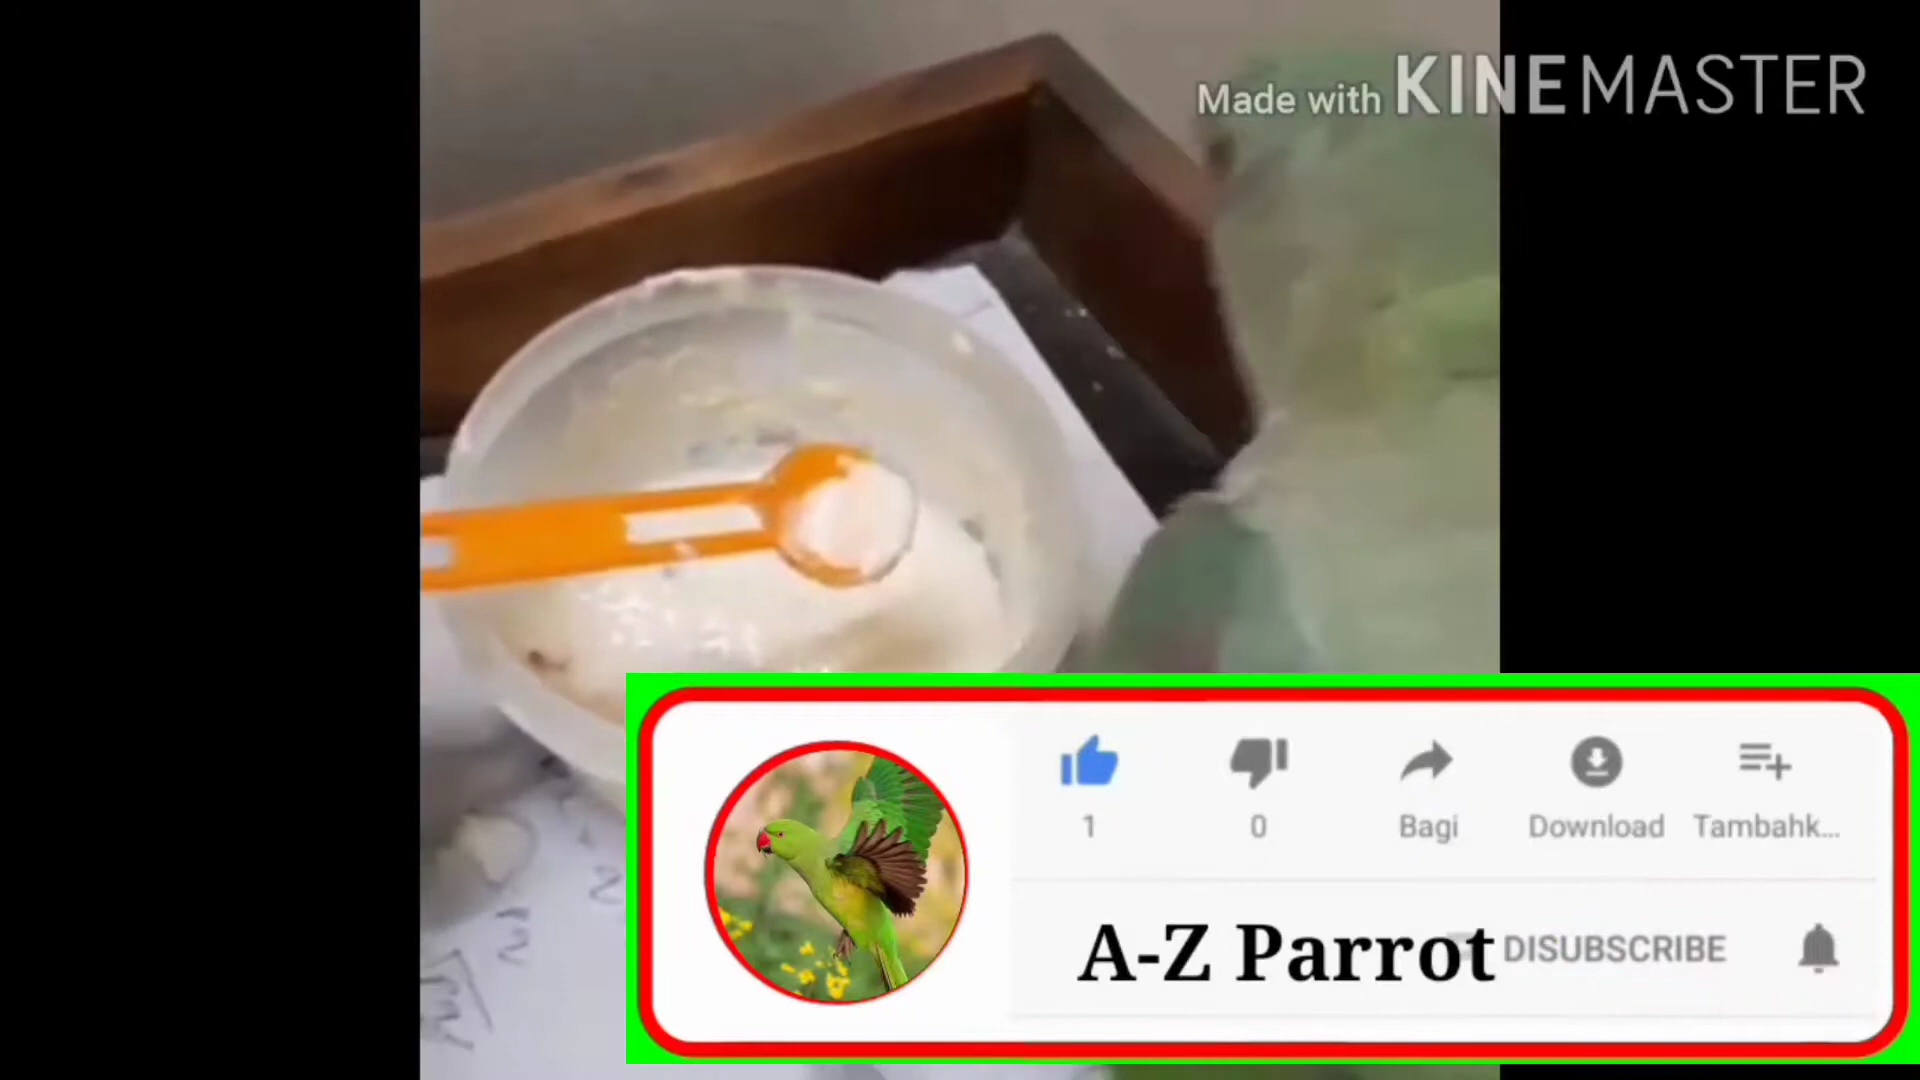 Made with KINEMASTER
1
0
Bagi
Download
Tambahk...
A-Z Parrot
DISUBSCRIBE